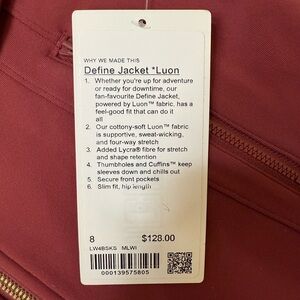 WHY WE MADE THIS
Define Jacket *Luon
1. Whether you're up for adventure
or ready for downtime, our
fan-favourite Define Jacket,
powered by Luon™ fabric, has a
feel-good fit that can do it
all
2. Our cottony-soft Luon™ fabric
is supportive, sweat-wicking,
and four-way stretch
3. Added Lycra® fibre for stretch
and shape retention
4. Thumbholes and Cuffins™ keep
sleeves down and chills out
5. Secure front pockets
6. Slim fit, hip length
8 $128.00
LW4BSKS MLWI
000139575805